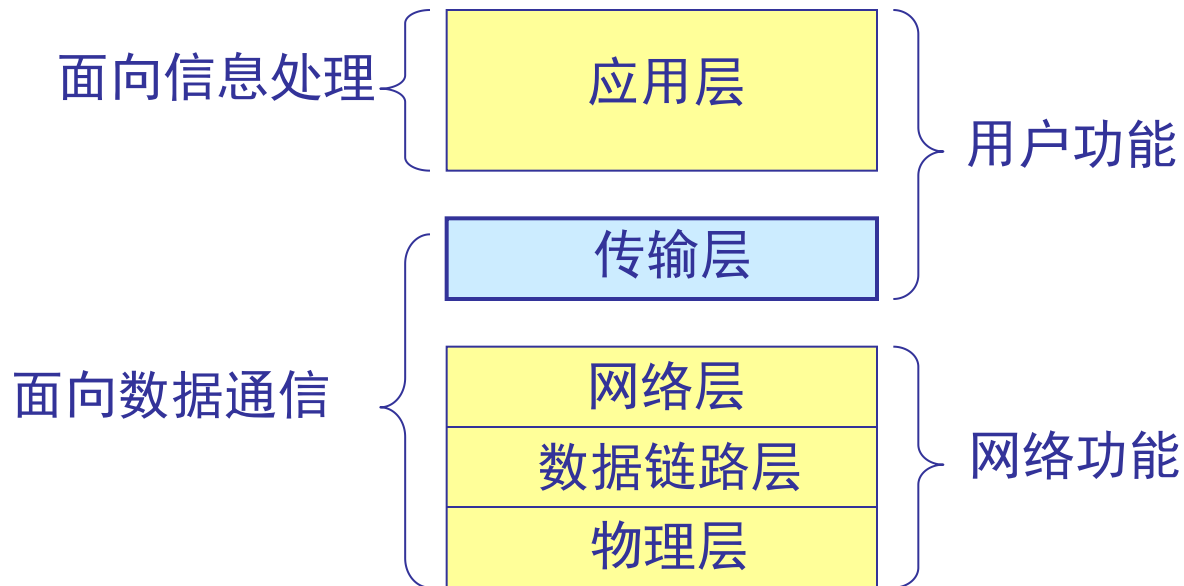 面向信息处理
应用层
用户功能
传输层
面向数据通信
网络层
数据链路层
网络功能
物理层